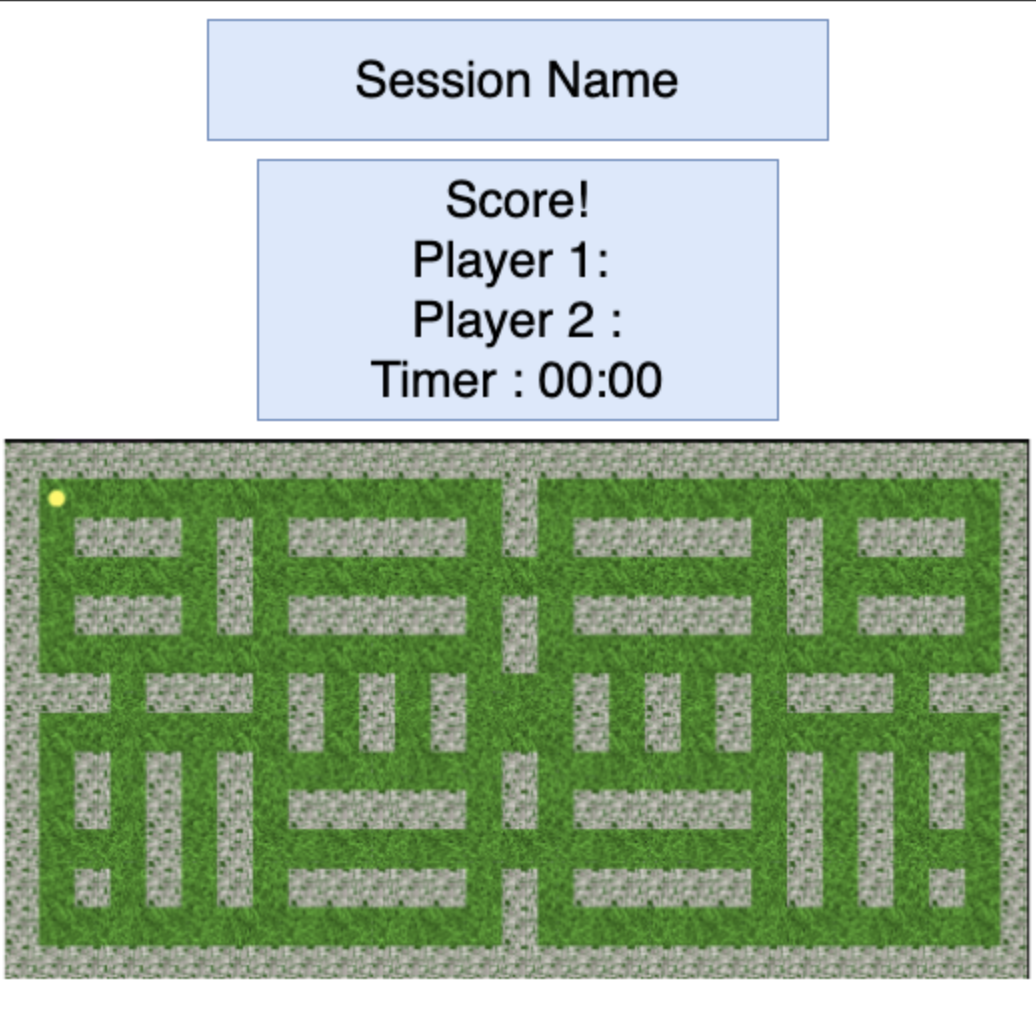 Session Name
Score!
Player 1:
Player 2 :
Timer : 00:00